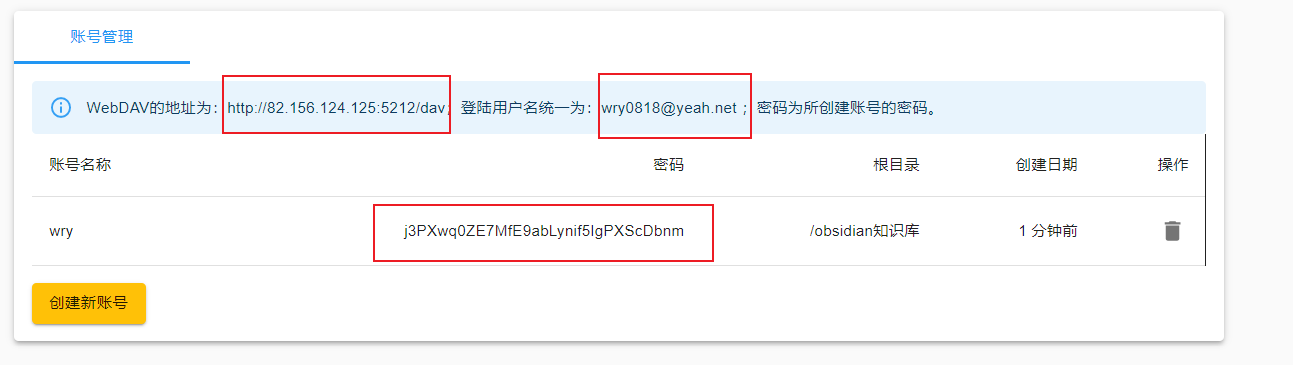 账号管理
WebDAV的地址为：http://82.156.124.125:5212/dav；登陆用户名统一为：wry0818@yeah.net ；密码为所创建账号的密码。
账号名称 密码 根目录 创建日期 操作
wry j3PXwq0ZE7MfE9abLynif5IgPXScDbnm /obsidian知识库 1 分钟前
创建新账号